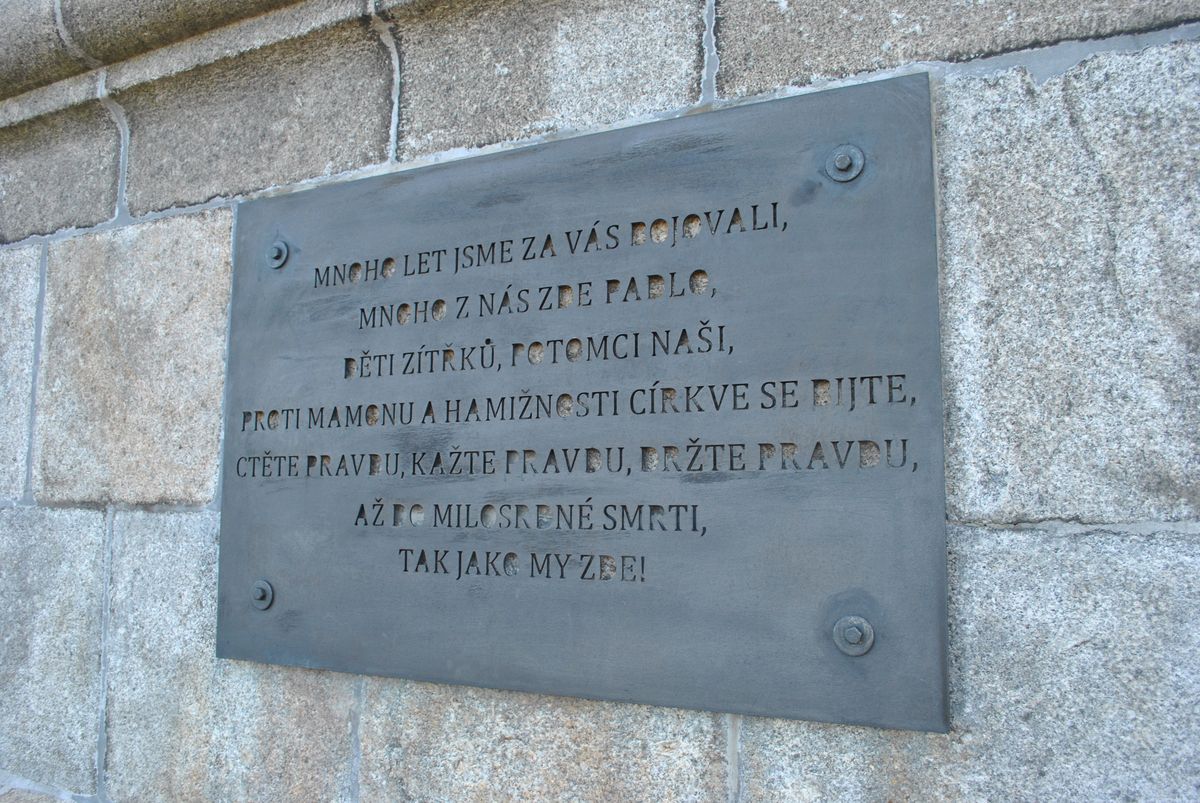 MNOHO LET JSME ZA VÁS BOJOVALI,
MNOHO Z NÁS ZDE PADLO,
DĚTI ZÍTŘKŮ, POTOMCI NAŠI,
PROTI MAMONU A HAMIŽNOSTI CÍRKVE SE BIJTE,
CTĚTE PRAVDU, KAŽTE PRAVDU, DRŽTE PRAVDU,
AŽ DO MILOSRDNÉ SMRTI,
TAK JAKO MY ZDE!